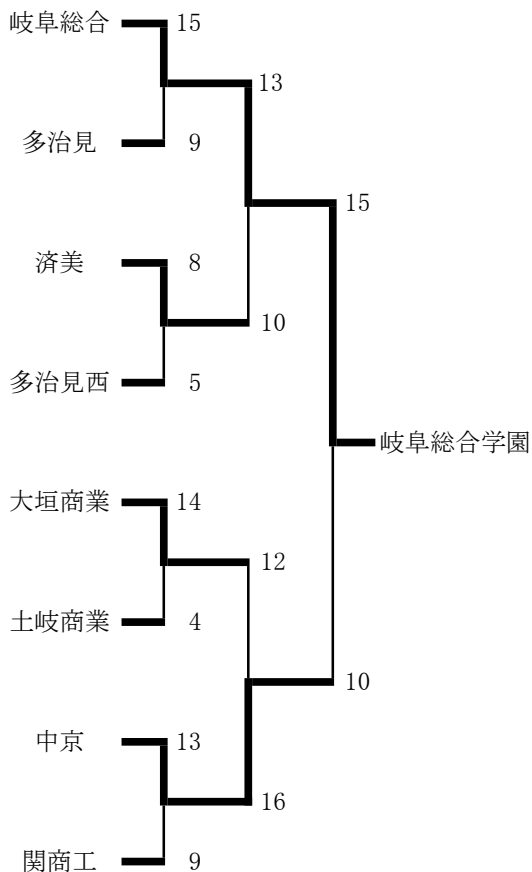 岐阜総合 15
13
多治見 9
15
済美 8
10
多治見西 5
岐阜総合学園
大垣商業 14
12
土岐商業 4
10
中京 13
16
関商工 9